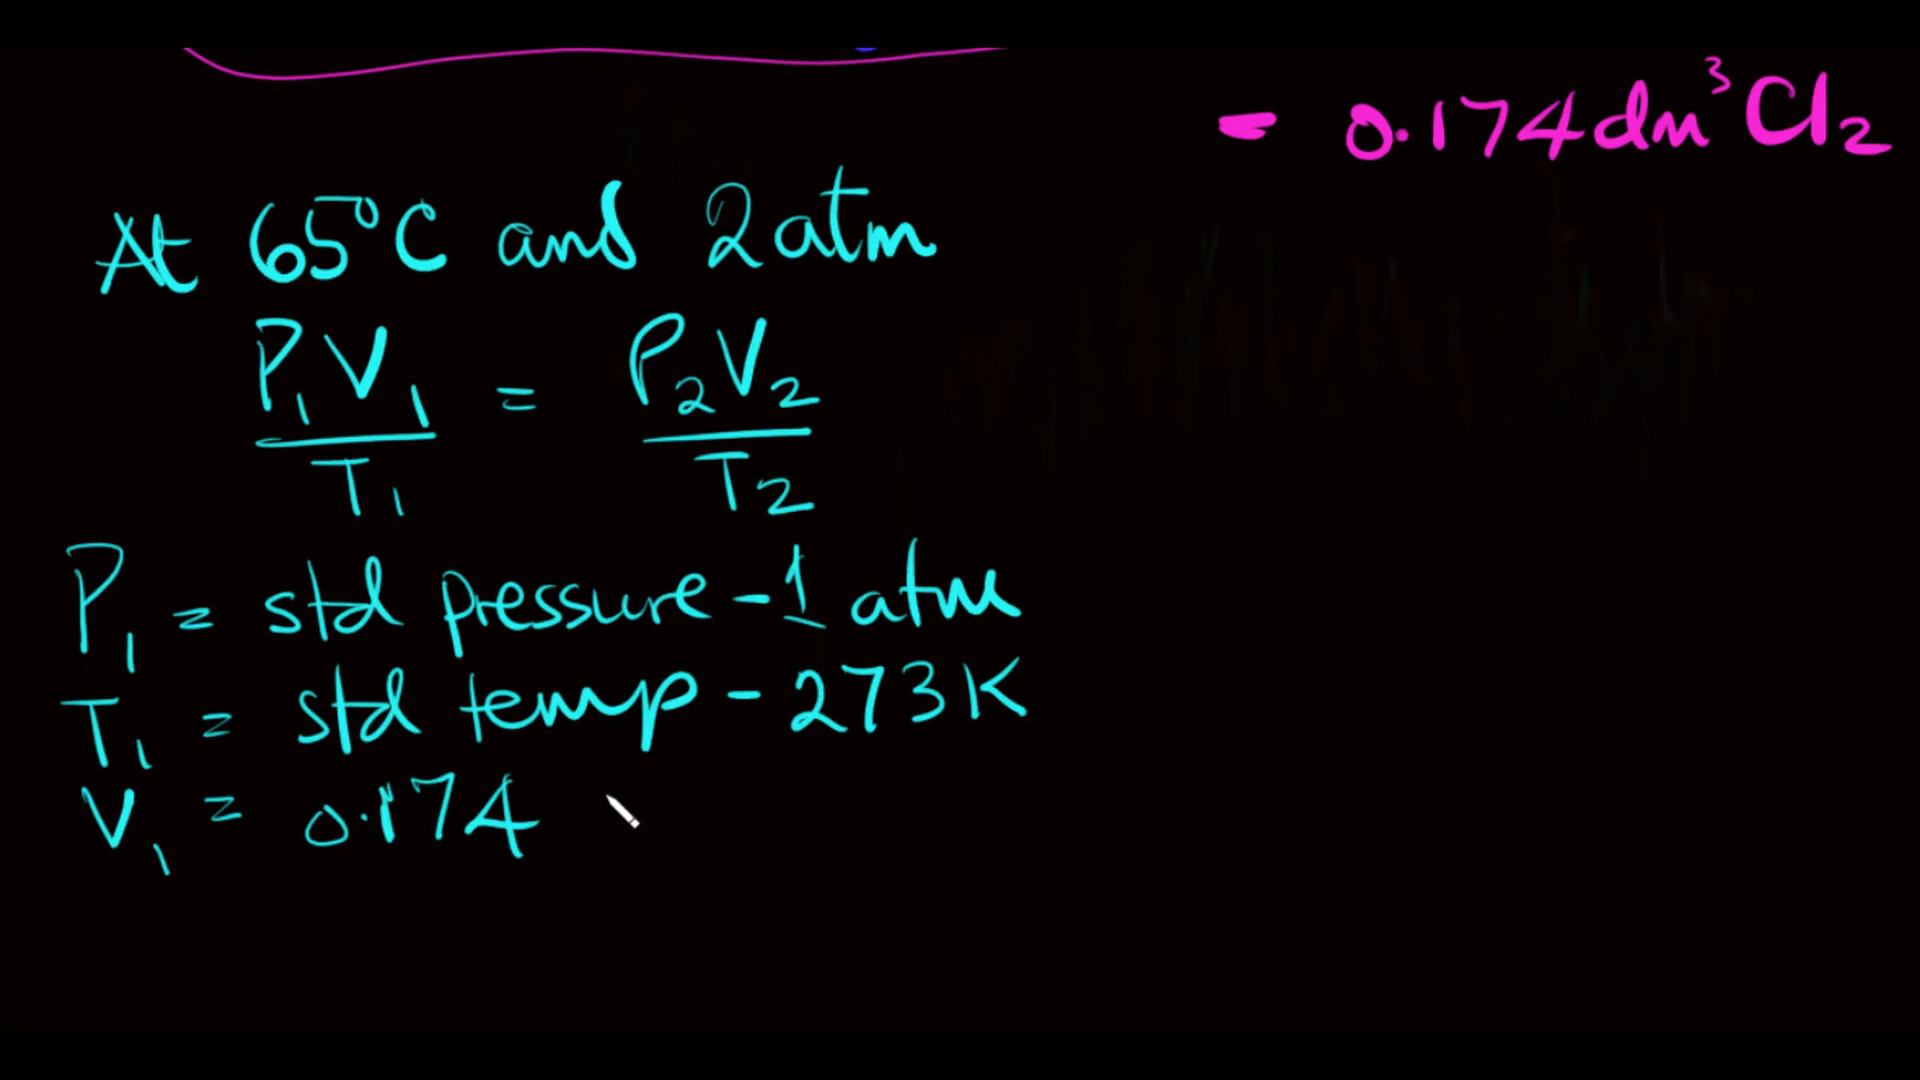 = 0.174 dm³ Cl₂
At 65°C and 2 atm
P₁V₁/T₁ = P₂V₂/T₂
P₁ = std pressure - 1 atm
T₁ = std temp - 273K
V₁ = 0.174